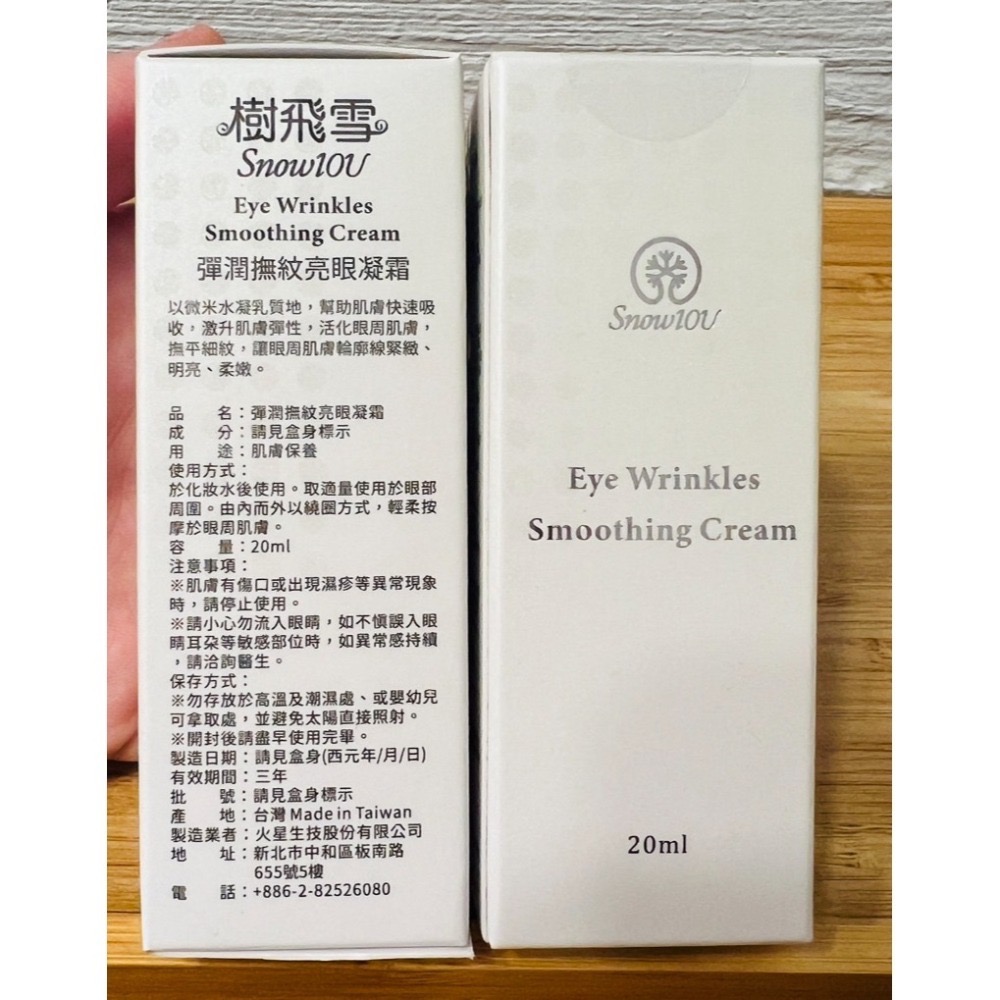 樹飛雪
Snow10U
Eye Wrinkles
Smoothing Cream
彈潤撫紋亮眼凝霜
以微米水凝乳質地，幫助肌膚快速吸
收，激升肌膚彈性，活化眼周肌膚，
撫平細紋，讓眼周肌膚輪廓線緊緻、
明亮、柔嫩。
品　　名：彈潤撫紋亮眼凝霜
成　　分：請見盒身標示
用　　途：肌膚保養
使用方式：
於化妝水後使用。取適量使用於眼部
周圍。由內而外以繞圈方式，輕柔按
摩於眼周肌膚。
容　　量：20ml
注意事項：
※肌膚有傷口或出現濕疹等異常現象
時，請停止使用。
※請小心勿流入眼睛，如不慎誤入眼
睛耳朵等敏感部位時，如異常感持續
，請洽詢醫生。
保存方式：
※勿存放於高溫及潮濕處、或嬰幼兒
可拿取處，並避免太陽直接照射。
※開封後請盡早使用完畢。
製造日期：請見盒身(西元年/月/日)
有效期間：三年
批　　號：請見盒身標示
產　　地：台灣 Made in Taiwan
製造業者：火星生技股份有限公司
地　　址：新北市中和區板南路
655號5樓
電　　話：+886-2-82526080
Snow10U
Eye Wrinkles
Smoothing Cream
20ml